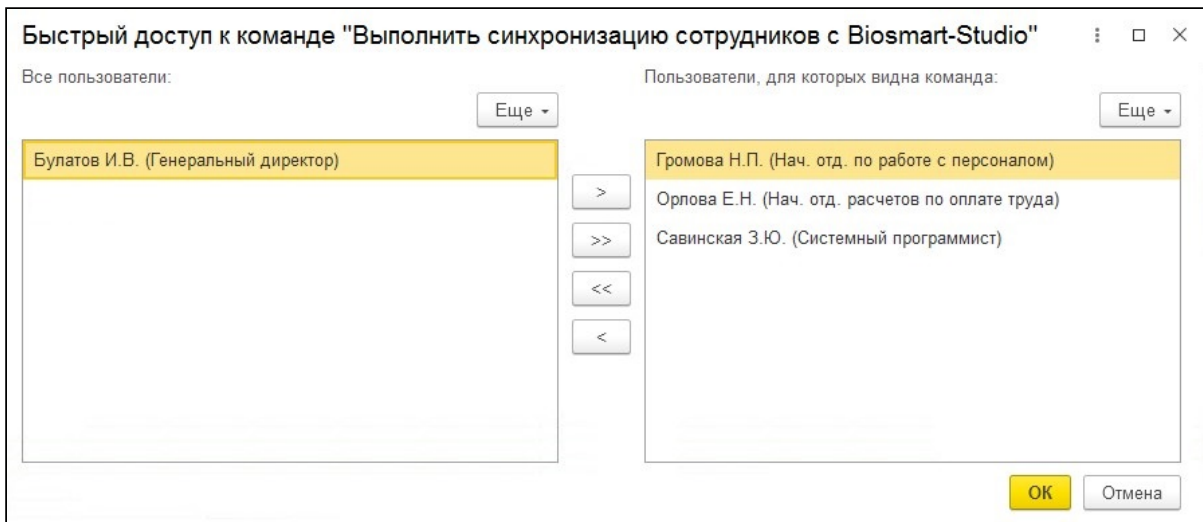 Быстрый доступ к команде "Выполнить синхронизацию сотрудников с Biosmart-Studio"
Все пользователи:
Пользователи, для которых видна команда:
Еще
Еще
Булатов И.В. (Генеральный директор)
Громова Н.П. (Нач. отд. по работе с персоналом)
Орлова Е.Н. (Нач. отд. расчетов по оплате труда)
Савинская З.Ю. (Системный программист)
>
>>
<<
<
ОК
Отмена